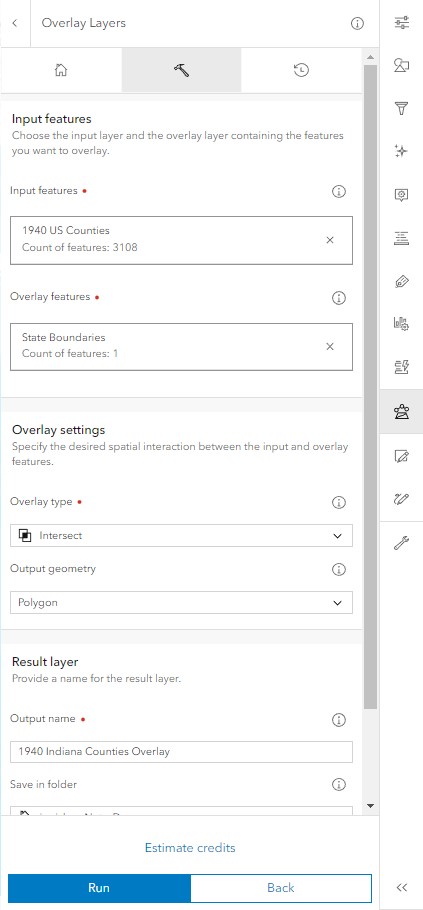 Overlay Layers
Input features
Choose the input layer and the overlay layer containing the features
you want to overlay.
Input features
1940 US Counties
Count of features: 3108
Overlay features
State Boundaries
Count of features: 1
Overlay settings
Specify the desired spatial interaction between the input and overlay
features.
Overlay type
Intersect
Output geometry
Polygon
Result layer
Provide a name for the result layer.
Output name
1940 Indiana Counties Overlay
Save in folder
Estimate credits
Run
Back